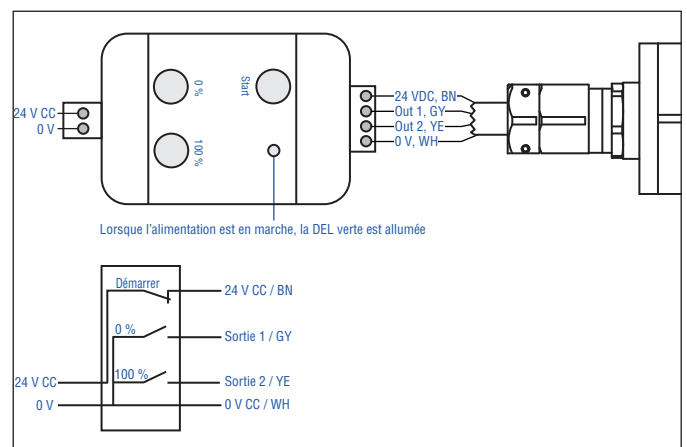 24 V CC
0 V
0 %
100 %
Start
24 VDC, BN
Out 1, GY
Out 2, YE
0 V, WH
Lorsque l'alimentation est en marche, la DEL verte est allumée
Démarrer
24 V CC / BN
0 %
Sortie 1 / GY
100 %
24 V CC
Sortie 2 / YE
0 V
0 V CC / WH